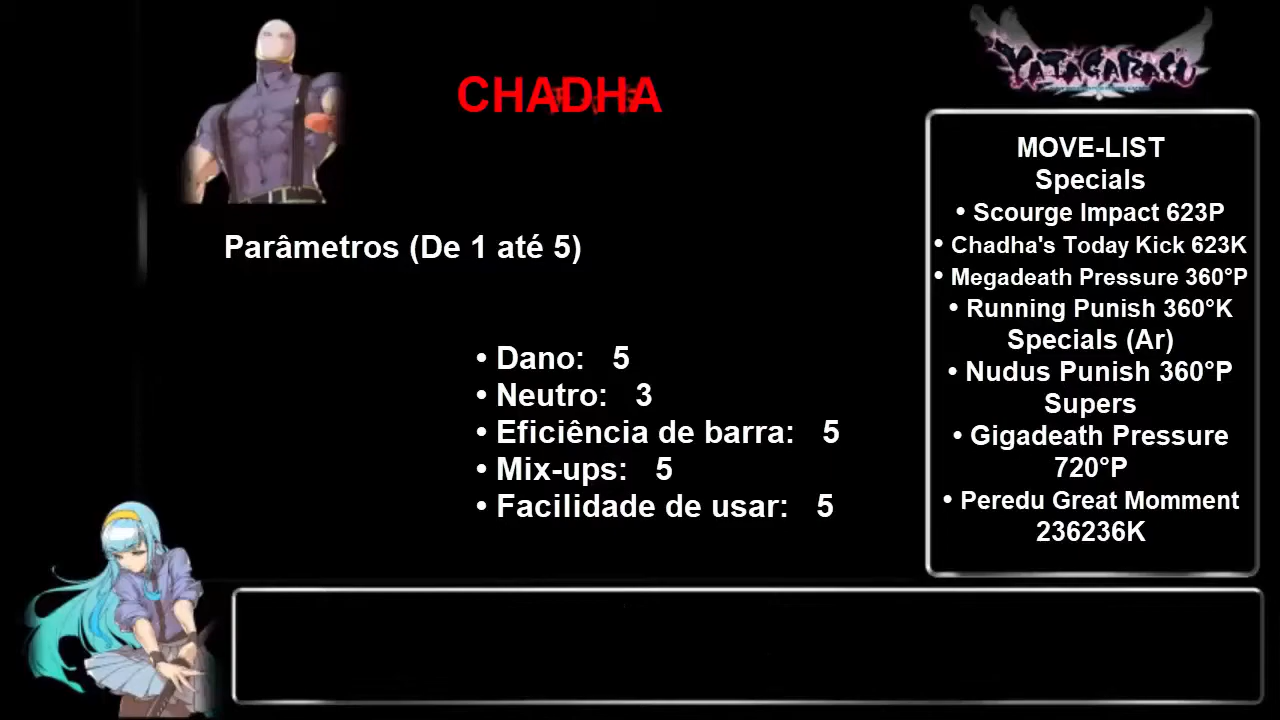 CHADHA
YATAGARASU
Parâmetros (De 1 até 5)
• Dano: 5
• Neutro: 3
• Eficiência de barra: 5
• Mix-ups: 5
• Facilidade de usar: 5
MOVE-LIST
Specials
• Scourge Impact 623P
• Chadha's Today Kick 623K
• Megadeath Pressure 360°P
• Running Punish 360°K
Specials (Ar)
• Nudus Punish 360°P
Supers
• Gigadeath Pressure
720°P
• Peredu Great Momment
236236K